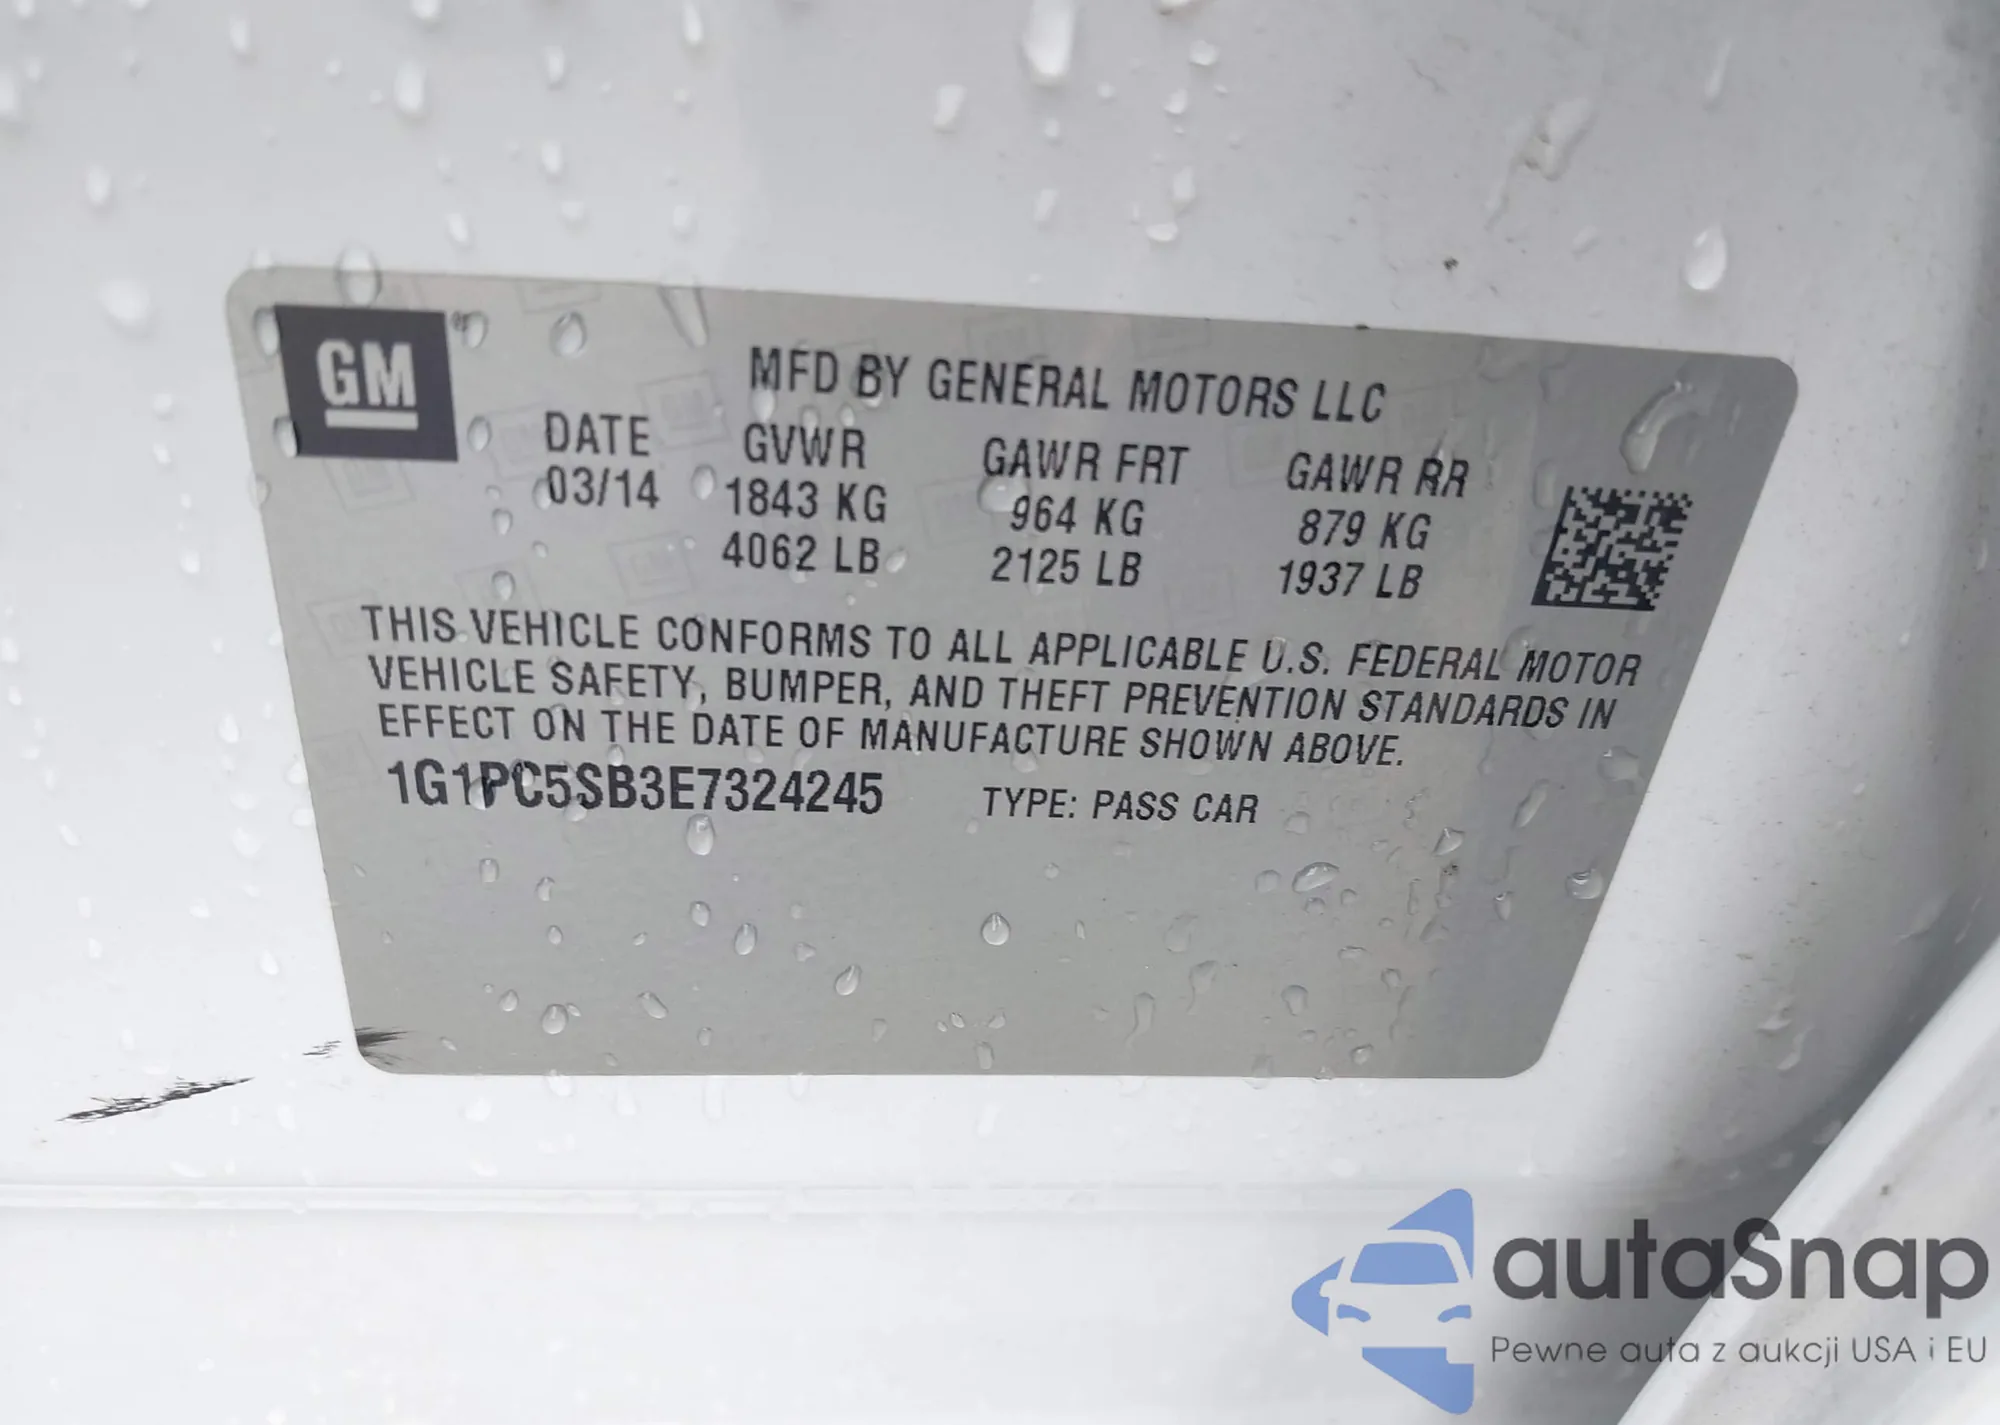 GM
MFD BY GENERAL MOTORS LLC
DATE GVWR GAWR FRT GAWR RR
03/14 1843 KG 964 KG 879 KG
4062 LB 2125 LB 1937 LB
THIS VEHICLE CONFORMS TO ALL APPLICABLE U.S. FEDERAL MOTOR
VEHICLE SAFETY, BUMPER, AND THEFT PREVENTION STANDARDS IN
EFFECT ON THE DATE OF MANUFACTURE SHOWN ABOVE.
1G1PC5SB3E7324245 TYPE: PASS CAR
autaSnap
Pewne auta z aukcji USA i EU